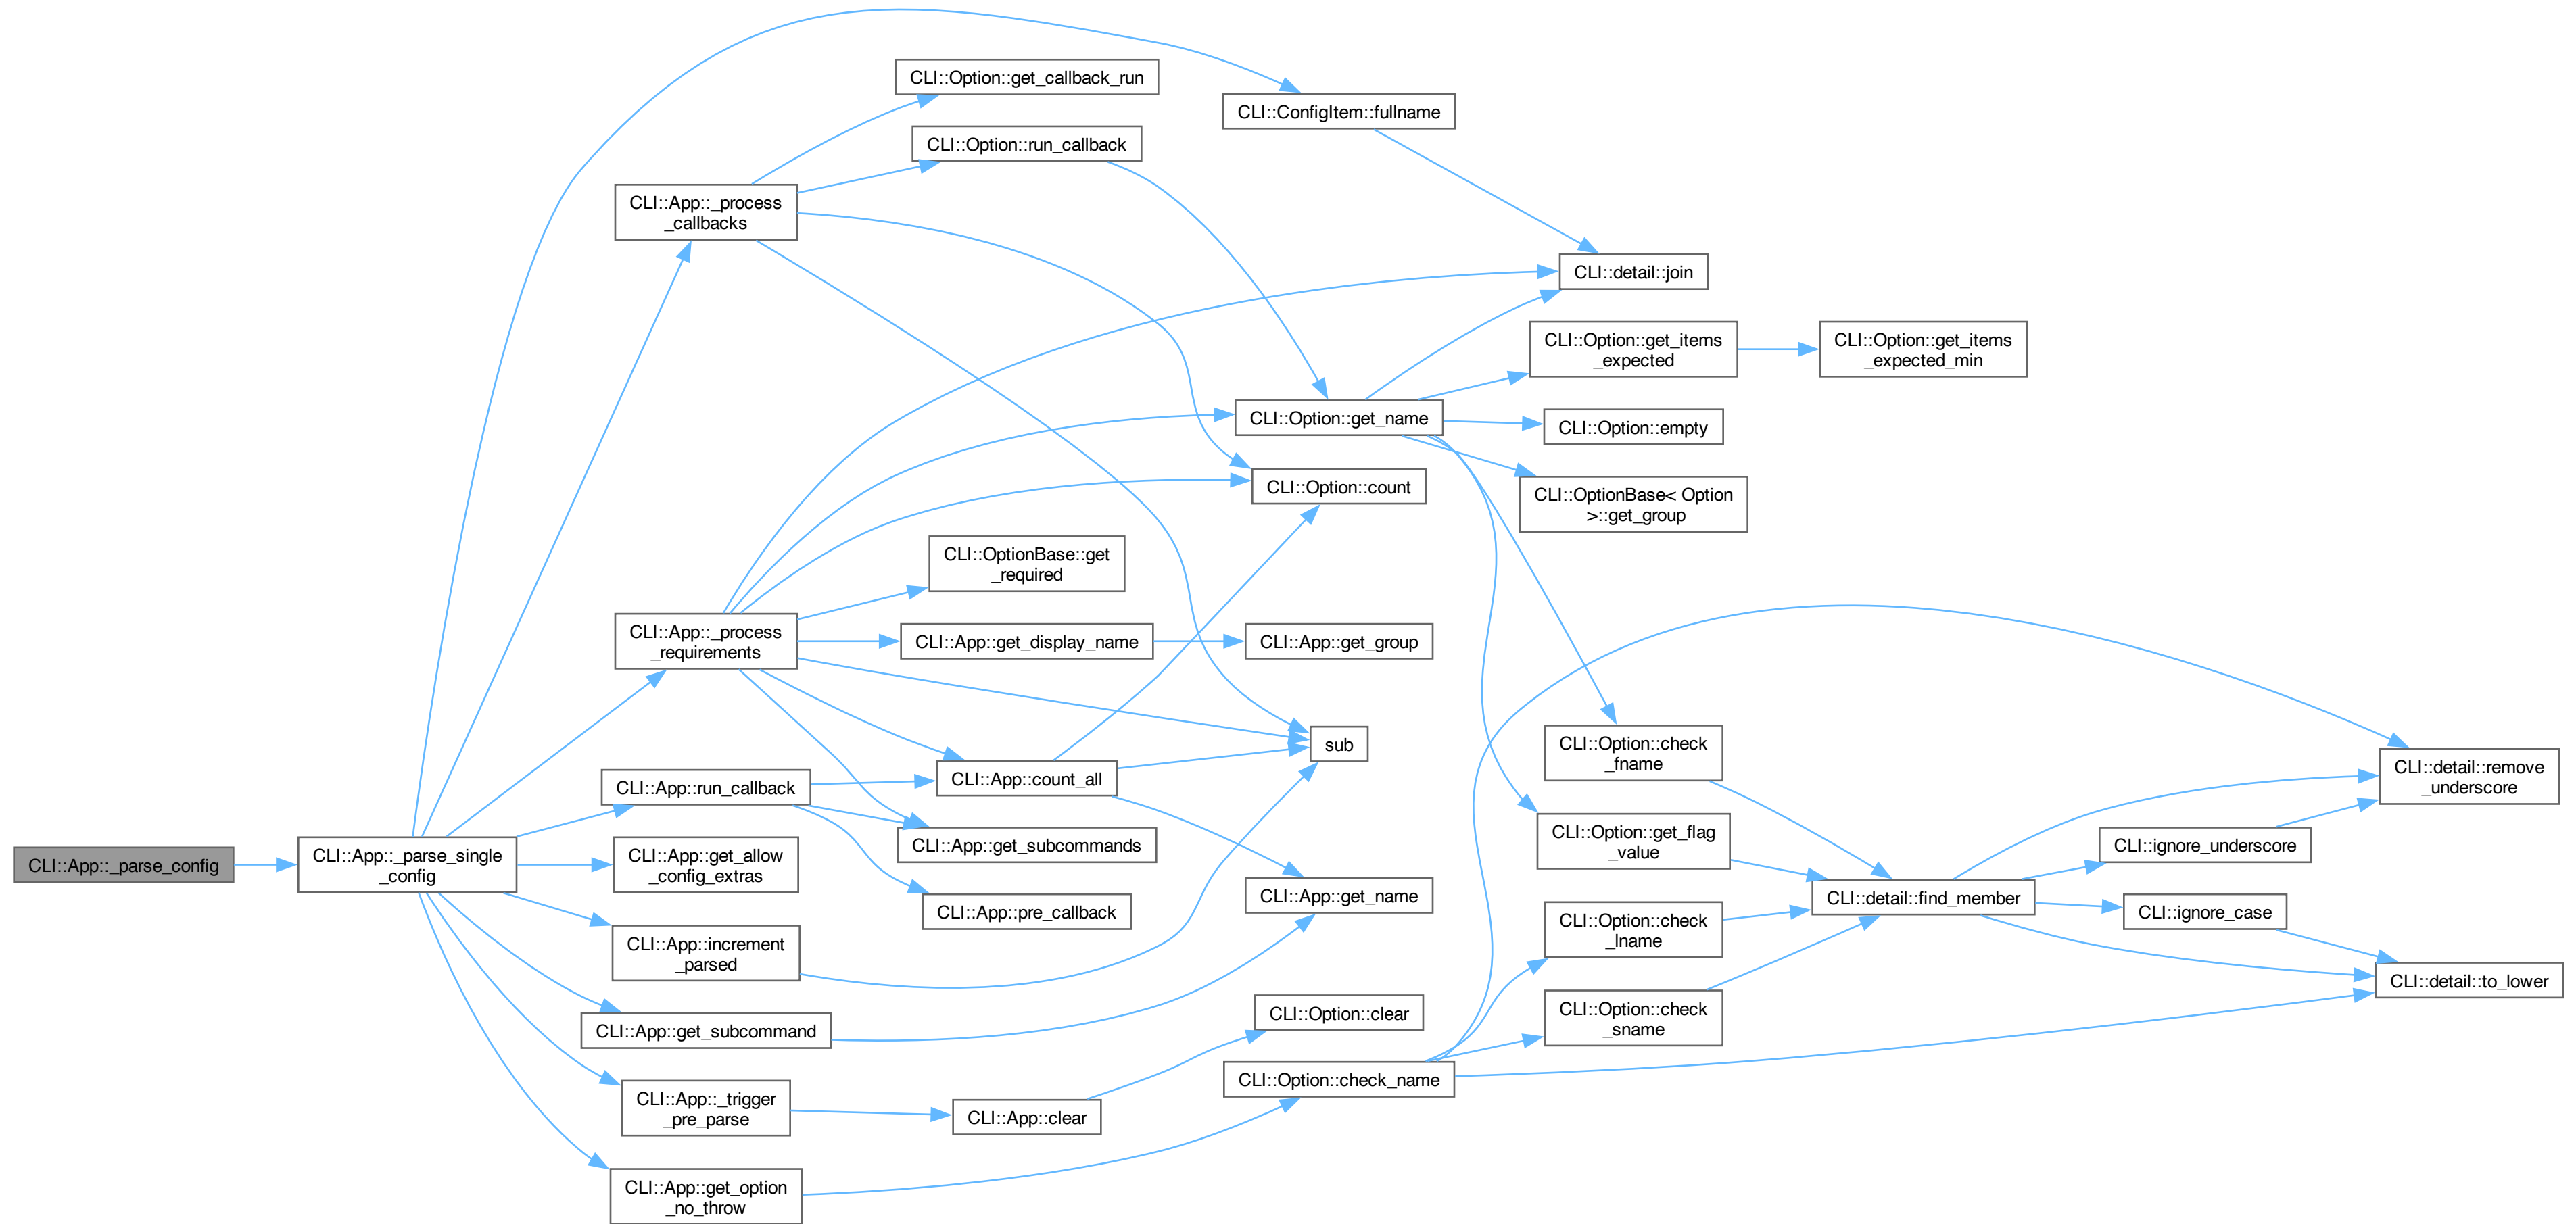 CLI::App::_parse_config
CLI::App::_parse_single
_config
CLI::App::_process
_callbacks
CLI::App::_process
_requirements
CLI::App::run_callback
CLI::App::get_allow
_config_extras
CLI::App::increment
_parsed
CLI::App::get_subcommand
CLI::App::_trigger
_pre_parse
CLI::App::get_option
_no_throw
CLI::Option::get_callback_run
CLI::Option::run_callback
CLI::OptionBase::get
_required
CLI::App::get_display_name
CLI::App::count_all
CLI::App::get_subcommands
CLI::App::pre_callback
CLI::App::clear
CLI::ConfigItem::fullname
CLI::Option::get_name
CLI::Option::count
CLI::App::get_group
sub
CLI::App::get_name
CLI::Option::clear
CLI::Option::check_name
CLI::detail::join
CLI::Option::get_items
_expected
CLI::Option::empty
CLI::OptionBase< Option
>::get_group
CLI::Option::check
_fname
CLI::Option::get_flag
_value
CLI::Option::check
_lname
CLI::Option::check
_sname
CLI::Option::get_items
_expected_min
CLI::detail::find_member
CLI::ignore_underscore
CLI::ignore_case
CLI::detail::remove
_underscore
CLI::detail::to_lower